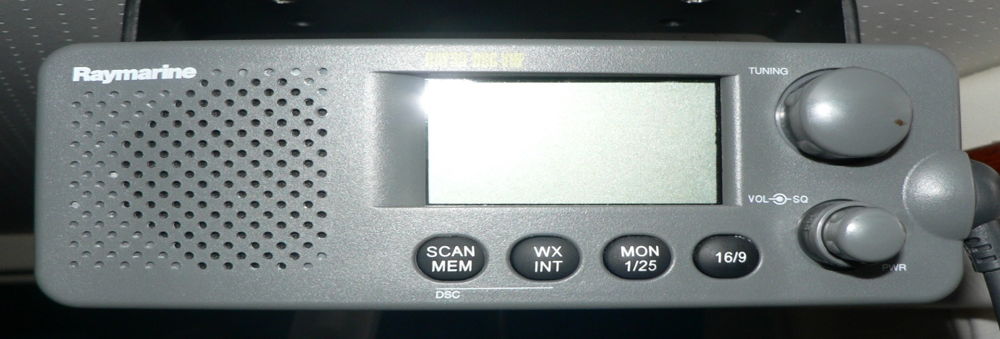 Raymarine
TUNING
VOL SQ
SCAN
MEM
WX
INT
MON
1/25
16/9
PWR
DSC